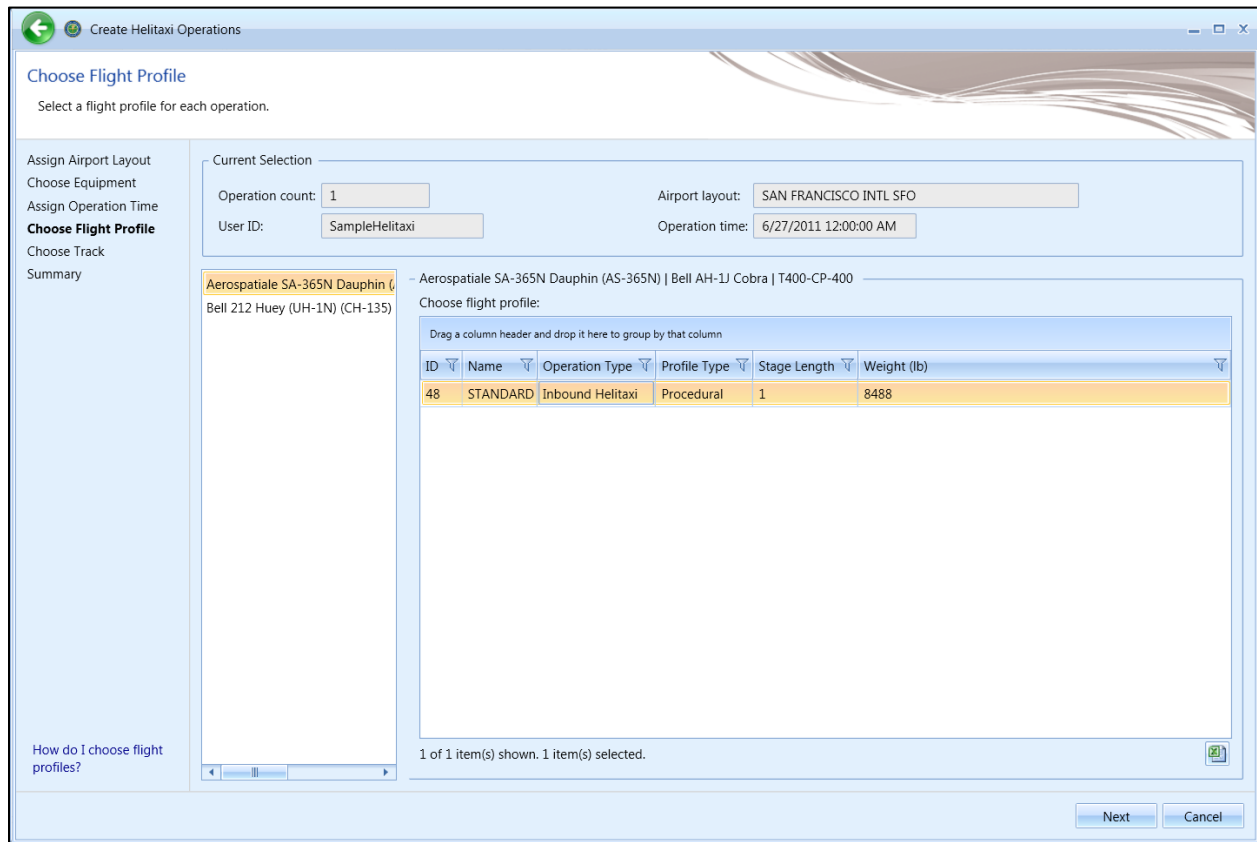 Create Helitaxi Operations
Choose Flight Profile
Select a flight profile for each operation.
Assign Airport Layout
Choose Equipment
Assign Operation Time
Choose Flight Profile
Choose Track
Summary
Current Selection
Operation count: 1 Airport layout: SAN FRANCISCO INTL SFO
User ID: SampleHelitaxi Operation time: 6/27/2011 12:00:00 AM
Aerospatiale SA-365N Dauphin (
Bell 212 Huey (UH-1N) (CH-135)
Aerospatiale SA-365N Dauphin (AS-365N) | Bell AH-1J Cobra | T400-CP-400
Choose flight profile:
Drag a column header and drop it here to group by that column
ID Name Operation Type Profile Type Stage Length Weight (lb)
48 STANDARD Inbound Helitaxi Procedural 1 8488
1 of 1 item(s) shown. 1 item(s) selected.
How do I choose flight
profiles?
Next Cancel